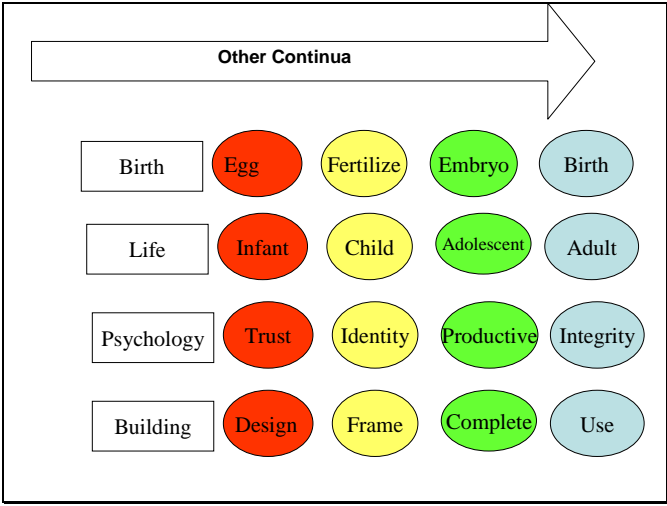 Other Continua
Birth Egg Fertilize Embryo Birth
Life Infant Child Adolescent Adult
Psychology Trust Identity Productive Integrity
Building Design Frame Complete Use